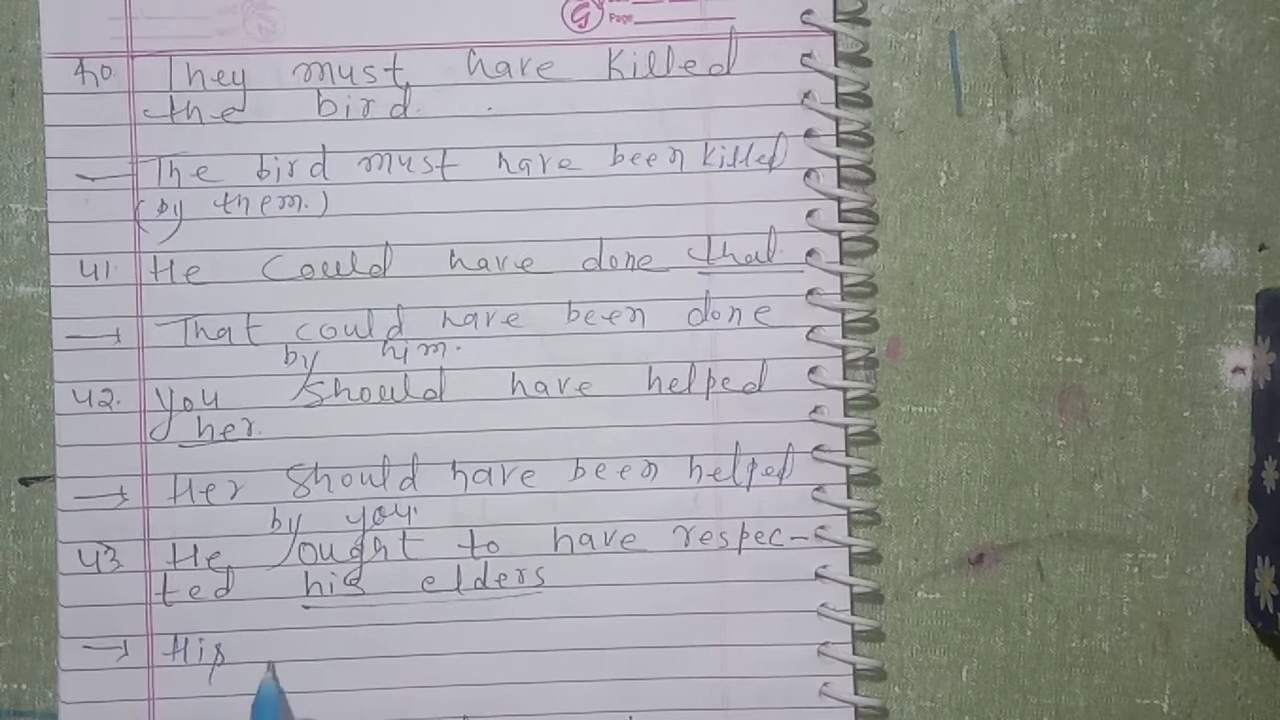 Page
40. They must have killed
the bird.
— The bird must have been killed
(by them.)
41. He could have done that.
→ That could have been done
by him.
42. you should have helped
her.
→ Her should have been helped
by you.
43 He ought to have respec-
ted his elders
→ His